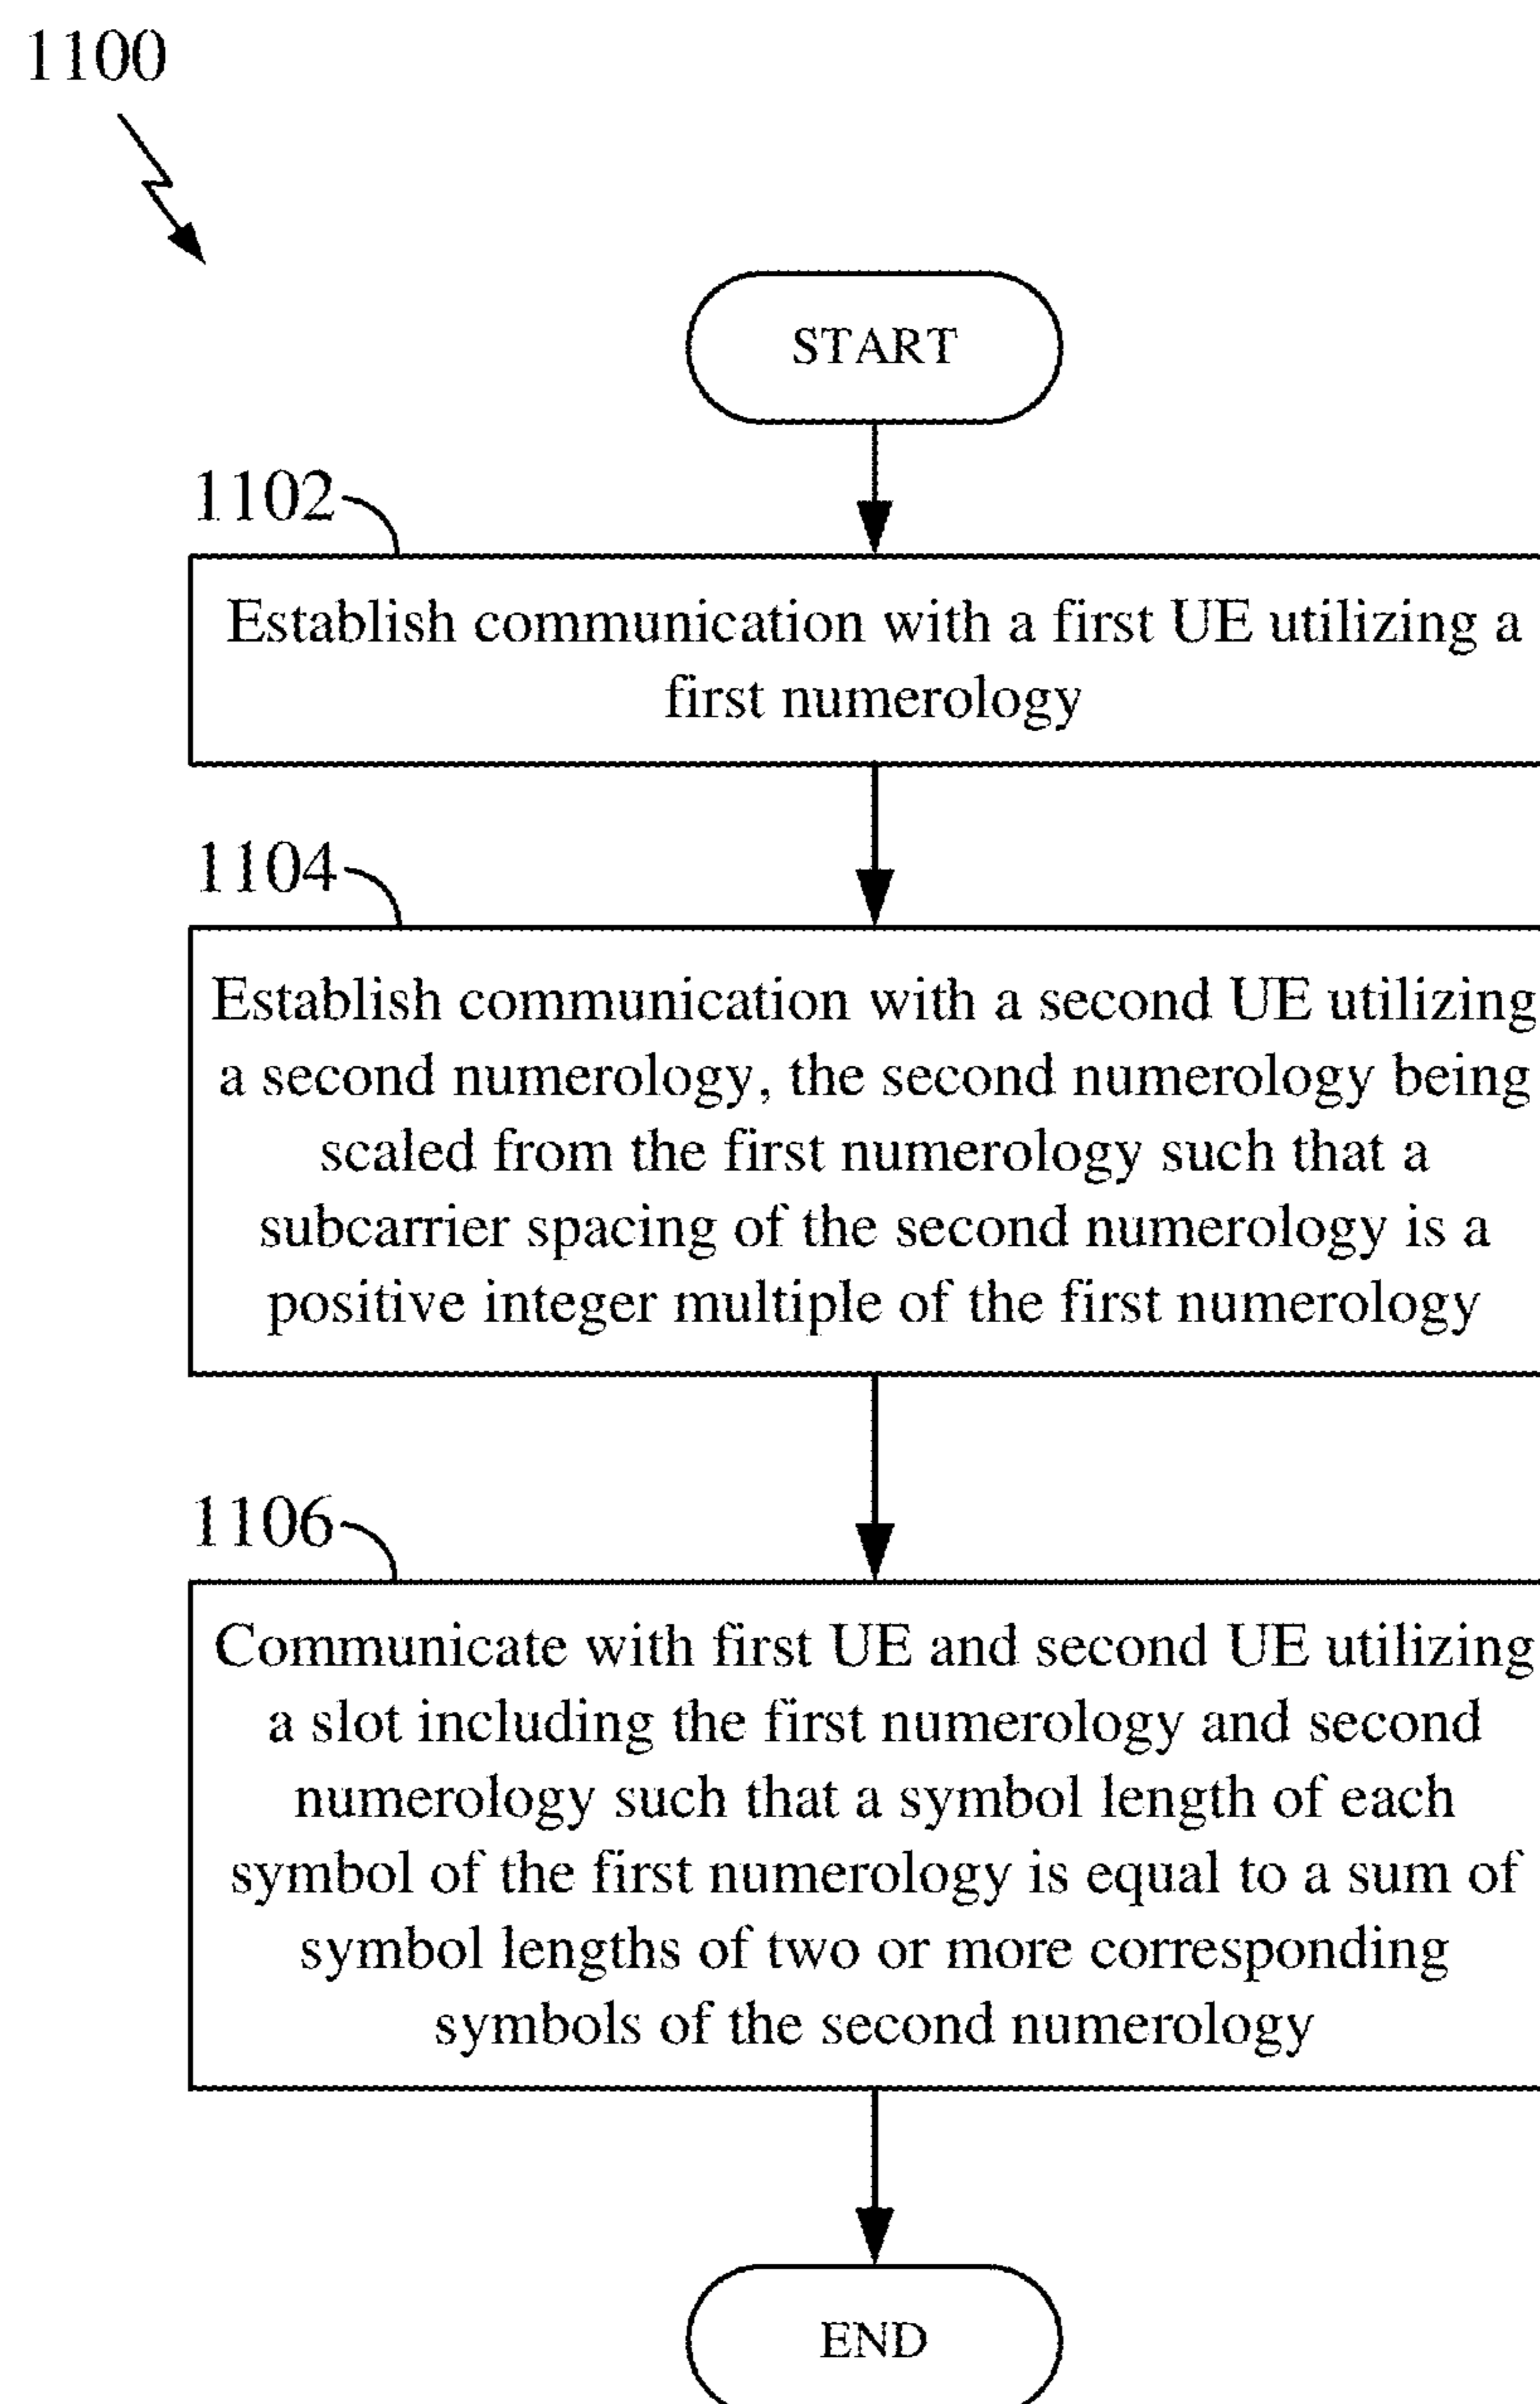 1100
START
1102
Establish communication with a first UE utilizing a
first numerology
1104
Establish communication with a second UE utilizing
a second numerology, the second numerology being
scaled from the first numerology such that a
subcarrier spacing of the second numerology is a
positive integer multiple of the first numerology
1106
Communicate with first UE and second UE utilizing
a slot including the first numerology and second
numerology such that a symbol length of each
symbol of the first numerology is equal to a sum of
symbol lengths of two or more corresponding
symbols of the second numerology
END